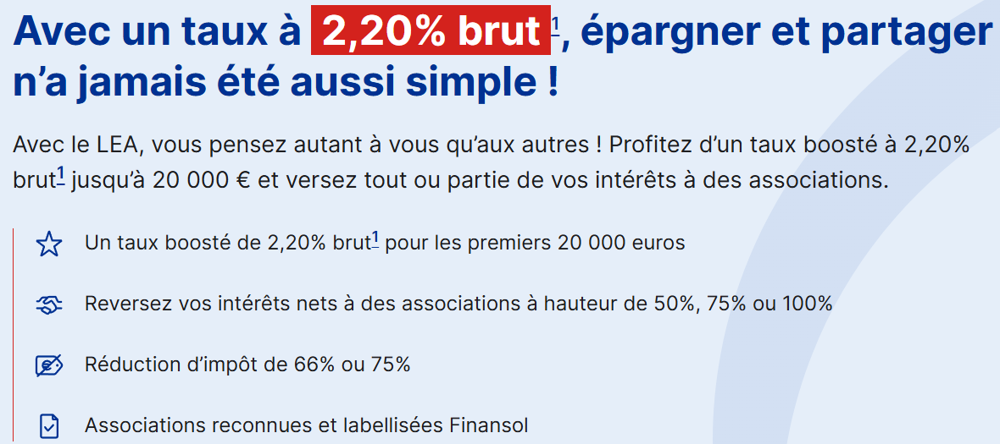 Avec un taux à 2,20% brut 1, épargner et partager
n’a jamais été aussi simple !
Avec le LEA, vous pensez autant à vous qu’aux autres ! Profitez d’un taux boosté à 2,20%
brut1 jusqu’à 20 000 € et versez tout ou partie de vos intérêts à des associations.
Un taux boosté de 2,20% brut1 pour les premiers 20 000 euros
Reversez vos intérêts nets à des associations à hauteur de 50%, 75% ou 100%
Réduction d’impôt de 66% ou 75%
Associations reconnues et labellisées Finansol